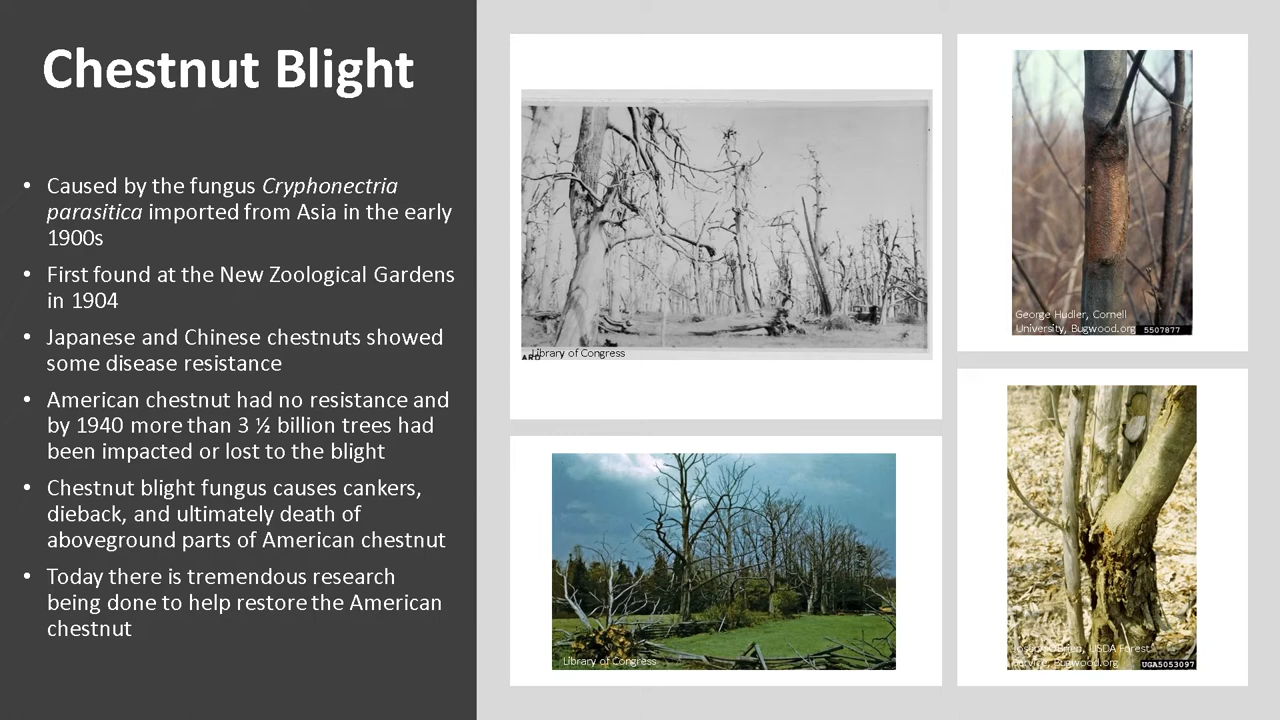 Chestnut Blight
• Caused by the fungus Cryphonectria
parasitica imported from Asia in the early
1900s
• First found at the New Zoological Gardens
in 1904
• Japanese and Chinese chestnuts showed
some disease resistance
• American chestnut had no resistance and
by 1940 more than 3 ½ billion trees had
been impacted or lost to the blight
• Chestnut blight fungus causes cankers,
dieback, and ultimately death of
aboveground parts of American chestnut
• Today there is tremendous research
being done to help restore the American
chestnut
Library of Congress
George Hudler, Cornell
University, Bugwood.org 5507877
Library of Congress
O'Brien, USDA Forest
Service, Bugwood.org UGA5053097